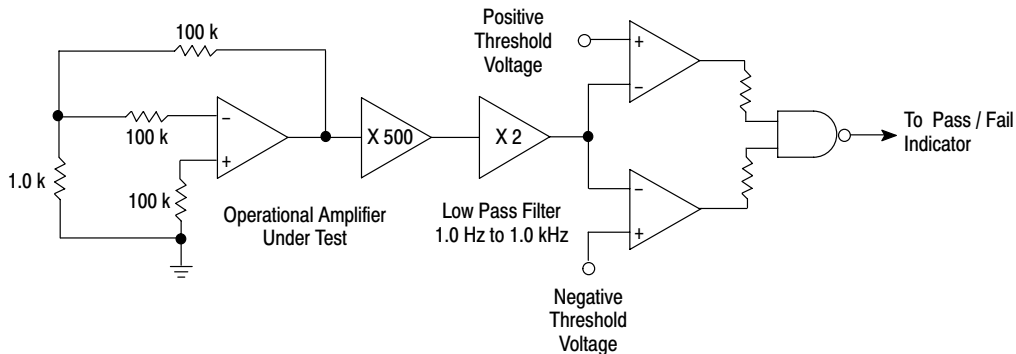 100 k
Positive
Threshold
Voltage
+
−
100 k
−
+
X 500
X 2
To Pass / Fail
Indicator
1.0 k
100 k
Operational Amplifier
Under Test
Low Pass Filter
1.0 Hz to 1.0 kHz
−
+
Negative
Threshold
Voltage